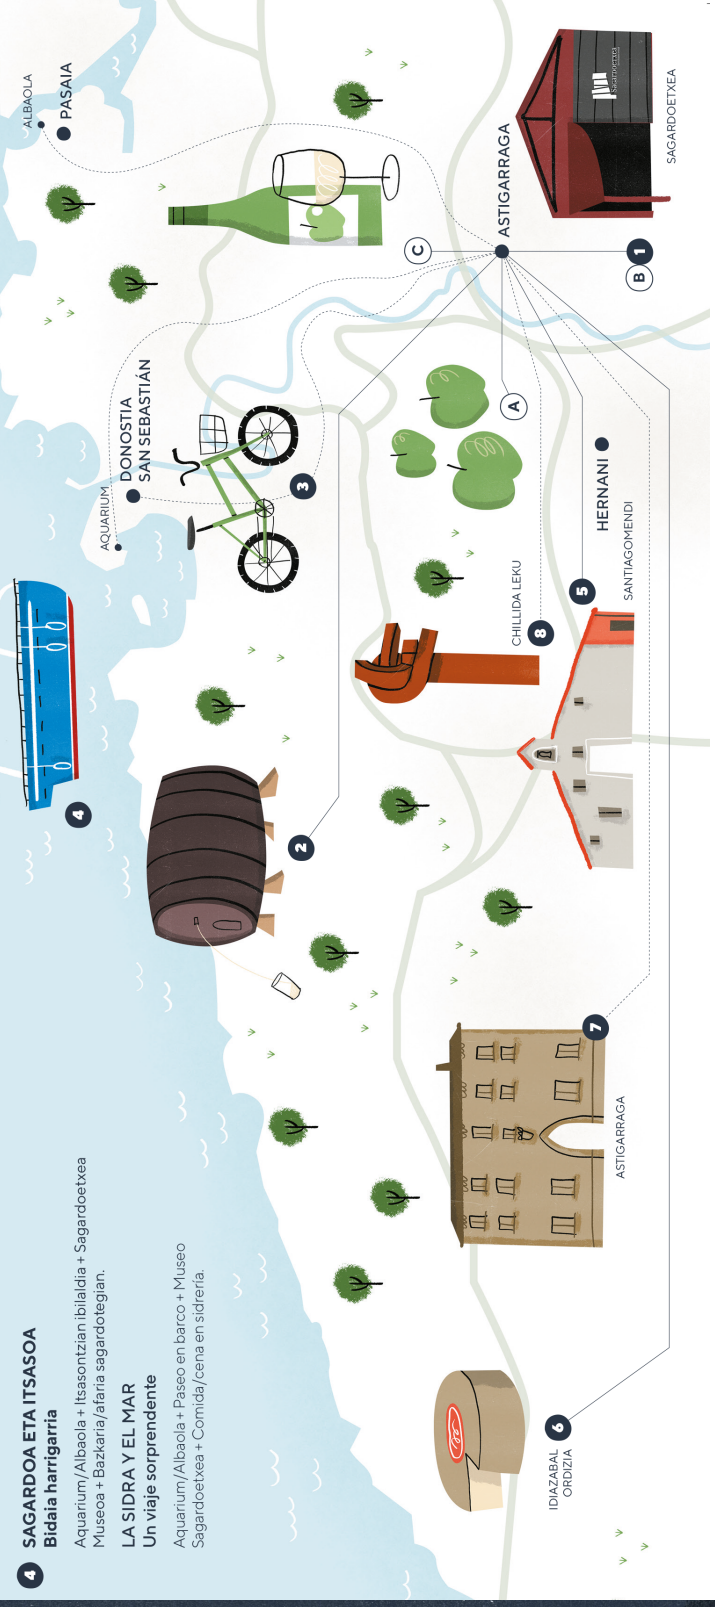 4
SAGARDOA ETA ITSASOA
Bidaia harrigarria
Aquarium/Albaola + Itsasontzian ibilaldia + Sagardoetxea
Museoa + Bazkaria/afaria sagardotegian.
LA SIDRA Y EL MAR
Un viaje sorprendente
Aquarium/Albaola + Paseo en barco + Museo
Sagardoetxea + Comida/cena en sidrería.
4
ALBAOLA
PASAIA
AQUARIUM
DONOSTIA
SAN SEBASTIÁN
3
2
C
ASTIGARRAGA
1
B
SAGARDOETXEA
SAGARDOETXEA
A
HERNANI
5
SANTIAGOMENDI
CHILLIDA LEKU
8
7
ASTIGARRAGA
6
IDIAZABAL
ORDIZIA